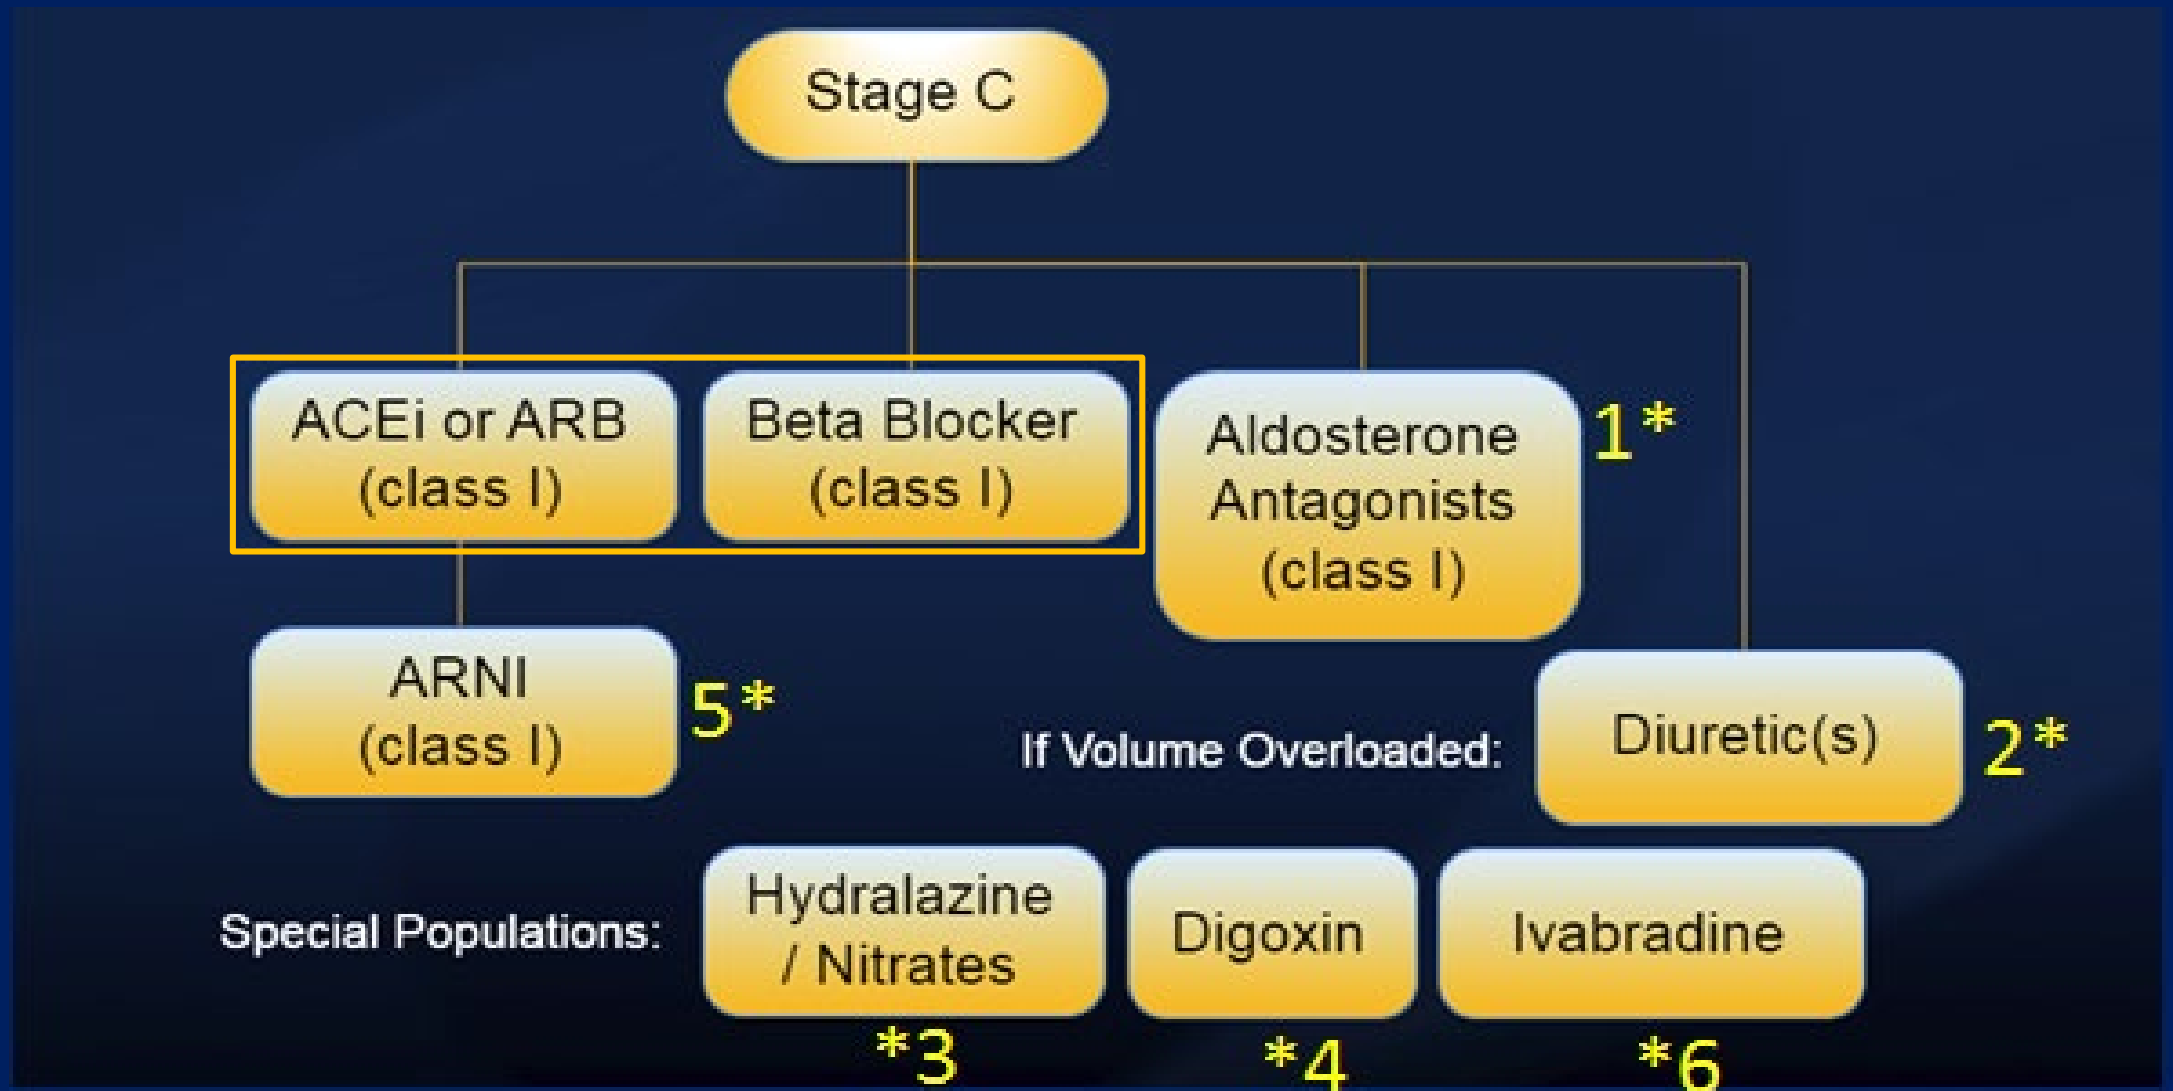 Stage C
ACEi or ARB
(class I)
Beta Blocker
(class I)
Aldosterone
Antagonists
(class I)
1*
ARNI
(class I)
5*
If Volume Overloaded:
Diuretic(s)
2*
Special Populations:
Hydralazine
/ Nitrates
*3
Digoxin
*4
Ivabradine
*6